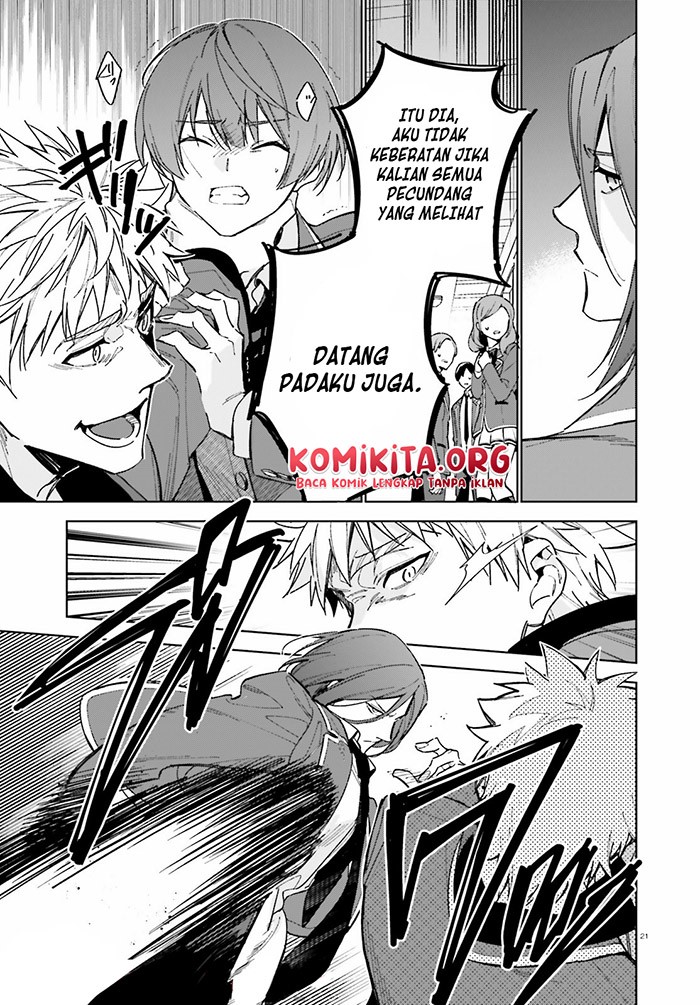 ITU DIA,
AKU TIDAK
KEBERATAN JIKA
KALIAN SEMUA
PECUNDANG
YANG MELIHAT
DATANG
PADAKU JUGA.
KOMIKITA.ORG
BACA KOMIK LENGKAP TANPA IKLAN
21